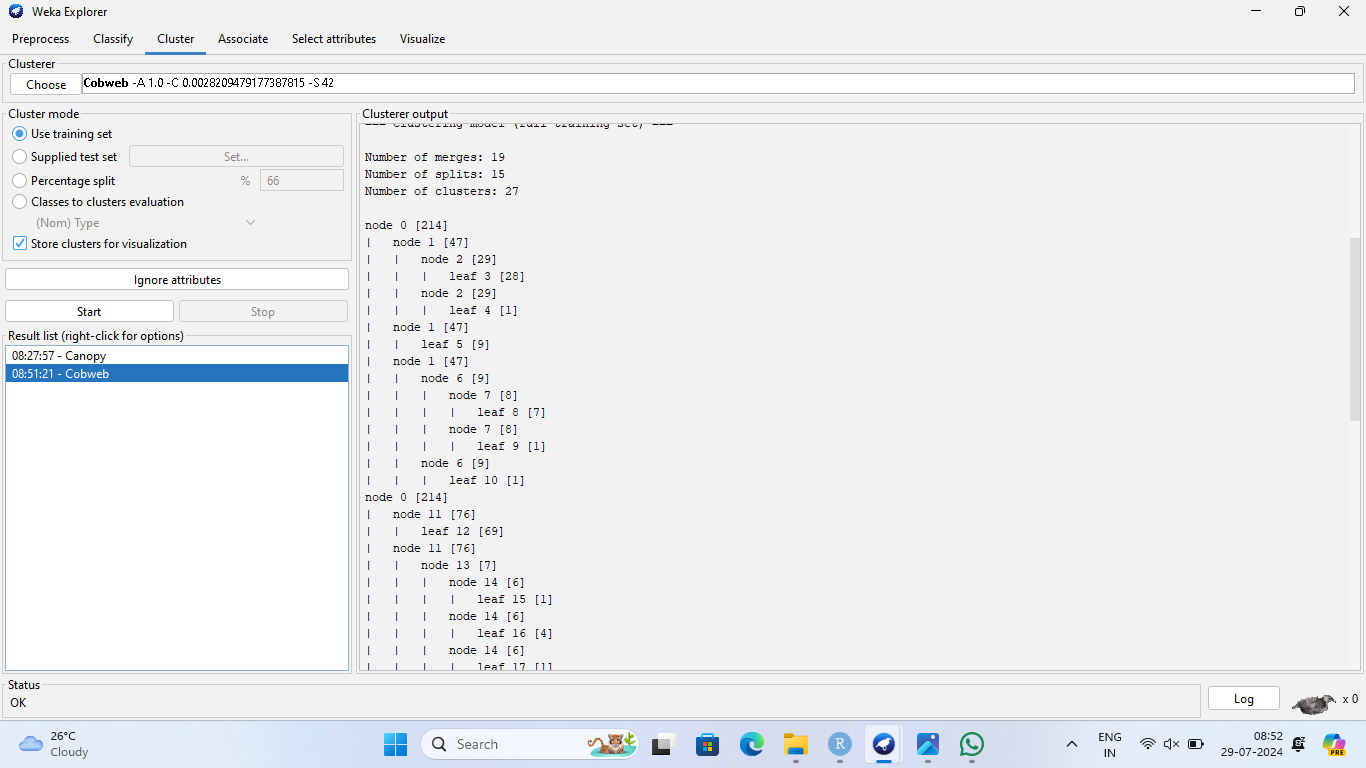 Weka Explorer
Preprocess Classify Cluster Associate Select attributes Visualize
Clusterer
Choose Cobweb -A 1.0 -C 0.0028209479177387815 -S 42
Cluster mode
Use training set
Supplied test set Set...
Percentage split % 66
Classes to clusters evaluation
(Nom) Type
Store clusters for visualization
Ignore attributes
Start Stop
Result list (right-click for options)
08:27:57 - Canopy
08:51:21 - Cobweb
Clusterer output
=== Clustering model (full training set) ===
Number of merges: 19
Number of splits: 15
Number of clusters: 27
node 0 [214]
|   node 1 [47]
|   |   node 2 [29]
|   |   |   leaf 3 [28]
|   |   node 2 [29]
|   |   |   leaf 4 [1]
|   node 1 [47]
|   |   leaf 5 [9]
|   node 1 [47]
|   |   node 6 [9]
|   |   |   node 7 [8]
|   |   |   |   leaf 8 [7]
|   |   |   node 7 [8]
|   |   |   |   leaf 9 [1]
|   |   node 6 [9]
|   |   |   leaf 10 [1]
node 0 [214]
|   node 11 [76]
|   |   leaf 12 [69]
|   node 11 [76]
|   |   node 13 [7]
|   |   |   node 14 [6]
|   |   |   |   leaf 15 [1]
|   |   |   node 14 [6]
|   |   |   |   leaf 16 [4]
|   |   |   node 14 [6]
|   |   |   |   leaf 17 [1]
Status
OK
Log x 0
26°C
Cloudy
Search
ENG
IN
08:52
29-07-2024
PRE